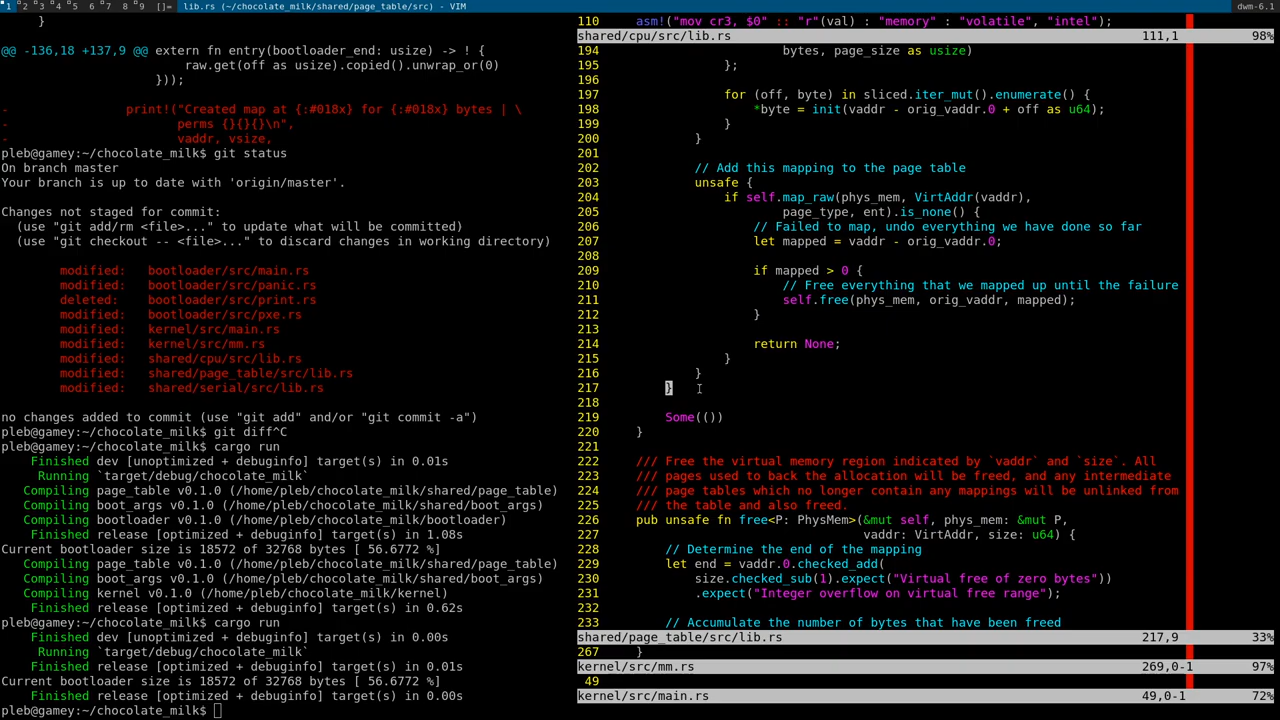 1 2 3 4 5 6 7 8 9 []= lib.rs (~/chocolate_milk/shared/page_table/src) - VIM dwm-6.1
}
@@ -136,18 +137,9 @@ extern fn entry(bootloader_end: usize) -> ! {
raw.get(off as usize).copied().unwrap_or(0)
}));
- print!("Created map at {:#018x} for {:#018x} bytes | \
- perms {}{}{}\n",
- vaddr, vsize,
pleb@gamey:~/chocolate_milk$ git status
On branch master
Your branch is up to date with 'origin/master'.
Changes not staged for commit:
(use "git add/rm <file>..." to update what will be committed)
(use "git checkout -- <file>..." to discard changes in working directory)
modified: bootloader/src/main.rs
modified: bootloader/src/panic.rs
deleted: bootloader/src/print.rs
modified: bootloader/src/pxe.rs
modified: kernel/src/main.rs
modified: kernel/src/mm.rs
modified: shared/cpu/src/lib.rs
modified: shared/page_table/src/lib.rs
modified: shared/serial/src/lib.rs
no changes added to commit (use "git add" and/or "git commit -a")
pleb@gamey:~/chocolate_milk$ git diff^C
pleb@gamey:~/chocolate_milk$ cargo run
Finished dev [unoptimized + debuginfo] target(s) in 0.01s
Running `target/debug/chocolate_milk`
Compiling page_table v0.1.0 (/home/pleb/chocolate_milk/shared/page_table)
Compiling boot_args v0.1.0 (/home/pleb/chocolate_milk/shared/boot_args)
Compiling bootloader v0.1.0 (/home/pleb/chocolate_milk/bootloader)
Finished release [optimized + debuginfo] target(s) in 1.08s
Current bootloader size is 18572 of 32768 bytes [ 56.6772 %]
Compiling page_table v0.1.0 (/home/pleb/chocolate_milk/shared/page_table)
Compiling boot_args v0.1.0 (/home/pleb/chocolate_milk/shared/boot_args)
Compiling kernel v0.1.0 (/home/pleb/chocolate_milk/kernel)
Finished release [optimized + debuginfo] target(s) in 0.62s
pleb@gamey:~/chocolate_milk$ cargo run
Finished dev [unoptimized + debuginfo] target(s) in 0.00s
Running `target/debug/chocolate_milk`
Finished release [optimized + debuginfo] target(s) in 0.01s
Current bootloader size is 18572 of 32768 bytes [ 56.6772 %]
Finished release [optimized + debuginfo] target(s) in 0.00s
pleb@gamey:~/chocolate_milk$
110 asm!("mov cr3, $0" :: "r"(val) : "memory" : "volatile", "intel");
shared/cpu/src/lib.rs 111,1 98%
194 bytes, page_size as usize)
195 };
196
197 for (off, byte) in sliced.iter_mut().enumerate() {
198 *byte = init(vaddr - orig_vaddr.0 + off as u64);
199 }
200 }
201
202 // Add this mapping to the page table
203 unsafe {
204 if self.map_raw(phys_mem, VirtAddr(vaddr),
205 page_type, ent).is_none() {
206 // Failed to map, undo everything we have done so far
207 let mapped = vaddr - orig_vaddr.0;
208
209 if mapped > 0 {
210 // Free everything that we mapped up until the failure
211 self.free(phys_mem, orig_vaddr, mapped);
212 }
213
214 return None;
215 }
216 }
217 }
218
219 Some(())
220 }
221
222 /// Free the virtual memory region indicated by `vaddr` and `size`. All
223 /// pages used to back the allocation will be freed, and any intermediate
224 /// page tables which no longer contain any mappings will be unlinked from
225 /// the table and also freed.
226 pub unsafe fn free<P: PhysMem>(&mut self, phys_mem: &mut P,
227 vaddr: VirtAddr, size: u64) {
228 // Determine the end of the mapping
229 let end = vaddr.0.checked_add(
230 size.checked_sub(1).expect("Virtual free of zero bytes"))
231 .expect("Integer overflow on virtual free range");
232
233 // Accumulate the number of bytes that have been freed
shared/page_table/src/lib.rs 217,9 33%
267 }
kernel/src/mm.rs 269,0-1 97%
49
kernel/src/main.rs 49,0-1 72%